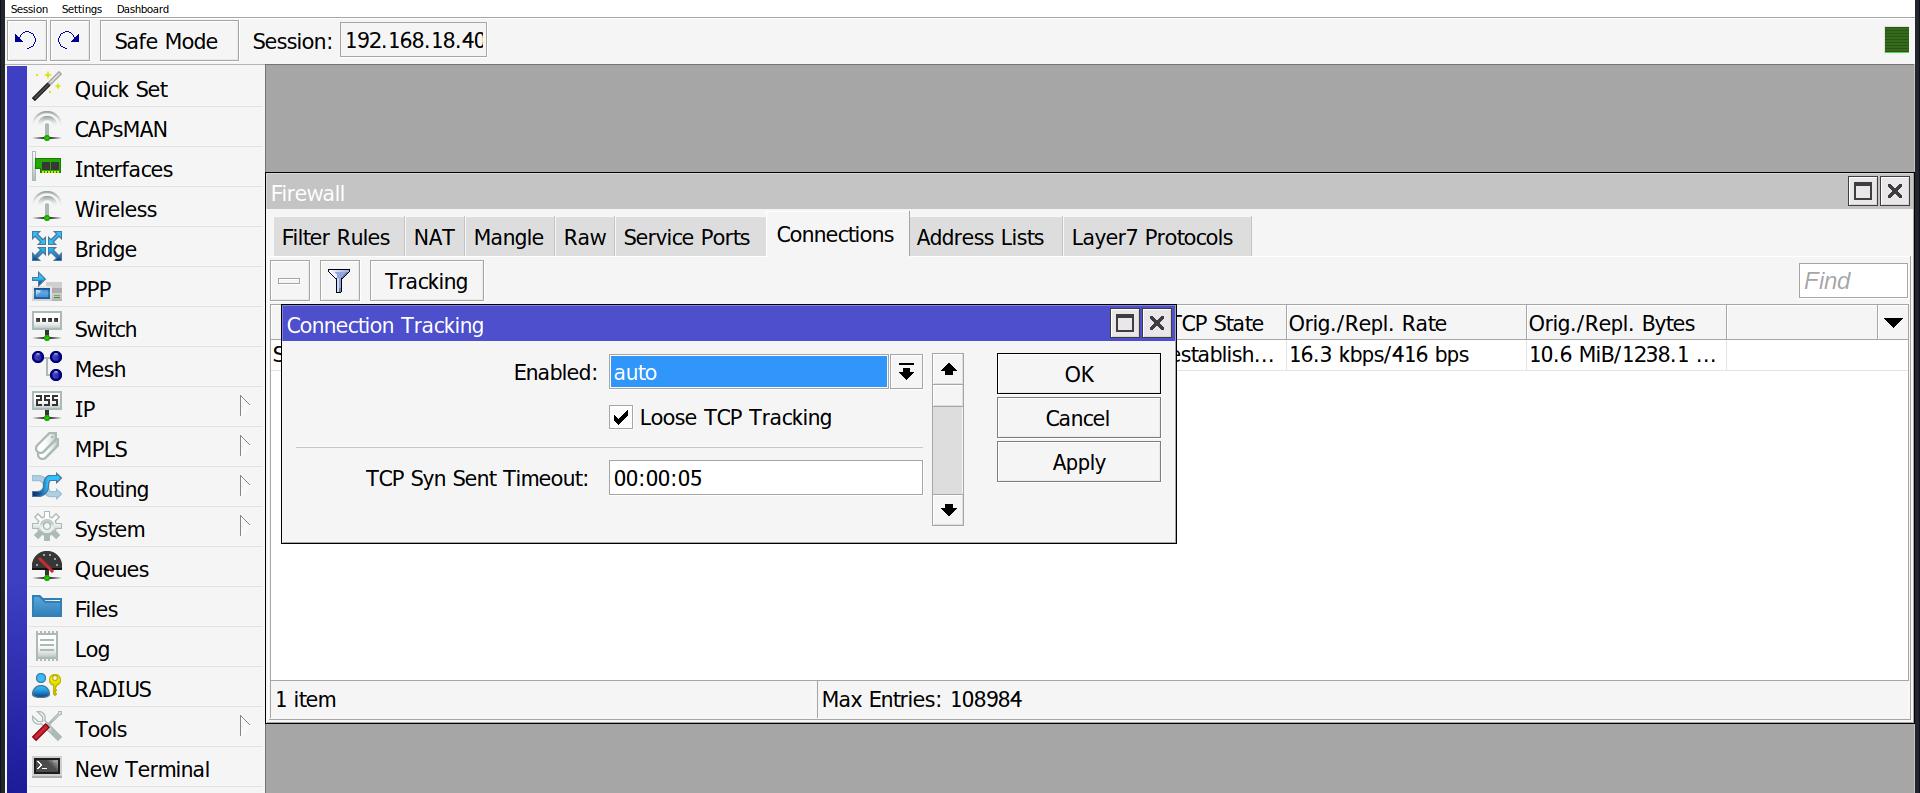 Session Settings Dashboard
Safe Mode Session: 192.168.18.40
Quick Set
CAPsMAN
Interfaces
Wireless
Bridge
PPP
Switch
Mesh
255
IP
MPLS
Routing
System
Queues
Files
Log
RADIUS
Tools
New Terminal
Firewall
Filter Rules NAT Mangle Raw Service Ports Connections Address Lists Layer7 Protocols
Tracking Find
TCP State Orig./Repl. Rate Orig./Repl. Bytes
S establish... 16.3 kbps/416 bps 10.6 MiB/1238.1 ...
Connection Tracking
Enabled: auto
Loose TCP Tracking
TCP Syn Sent Timeout: 00:00:05
OK
Cancel
Apply
1 item Max Entries: 108984